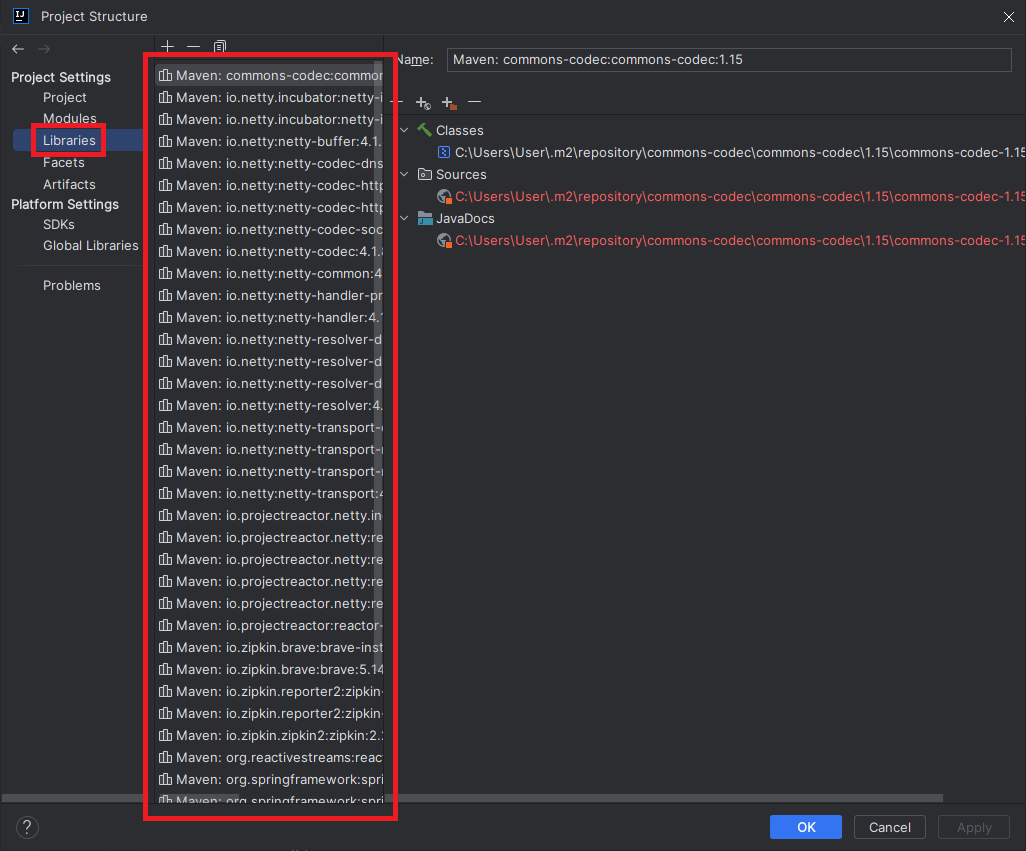 Project Structure
Project Settings
Project
Modules
Libraries
Facets
Artifacts
Platform Settings
SDKs
Global Libraries
Problems
Maven: commons-codec:common
Maven: io.netty.incubator:netty-i
Maven: io.netty.incubator:netty-i
Maven: io.netty:netty-buffer:4.1.
Maven: io.netty:netty-codec-dns
Maven: io.netty:netty-codec-http
Maven: io.netty:netty-codec-http
Maven: io.netty:netty-codec-soc
Maven: io.netty:netty-codec:4.1.8
Maven: io.netty:netty-common:4
Maven: io.netty:netty-handler-pr
Maven: io.netty:netty-handler:4.1
Maven: io.netty:netty-resolver-d
Maven: io.netty:netty-resolver-d
Maven: io.netty:netty-resolver-d
Maven: io.netty:netty-resolver:4.
Maven: io.netty:netty-transport-c
Maven: io.netty:netty-transport-r
Maven: io.netty:netty-transport-r
Maven: io.netty:netty-transport:4
Maven: io.projectreactor.netty.in
Maven: io.projectreactor.netty:re
Maven: io.projectreactor.netty:re
Maven: io.projectreactor.netty:re
Maven: io.projectreactor.netty:re
Maven: io.projectreactor:reactor-
Maven: io.zipkin.brave:brave-inst
Maven: io.zipkin.brave:brave:5.14
Maven: io.zipkin.reporter2:zipkin-
Maven: io.zipkin.reporter2:zipkin-
Maven: io.zipkin.zipkin2:zipkin:2.2
Maven: org.reactivestreams:reac
Maven: org.springframework:spri
Maven: org.springframework:spri
Name: Maven: commons-codec:commons-codec:1.15
Classes
C:\Users\User\.m2\repository\commons-codec\commons-codec\1.15\commons-codec-1.15
Sources
C:\Users\User\.m2\repository\commons-codec\commons-codec\1.15\commons-codec-1.15
JavaDocs
C:\Users\User\.m2\repository\commons-codec\commons-codec\1.15\commons-codec-1.15
? OK Cancel Apply